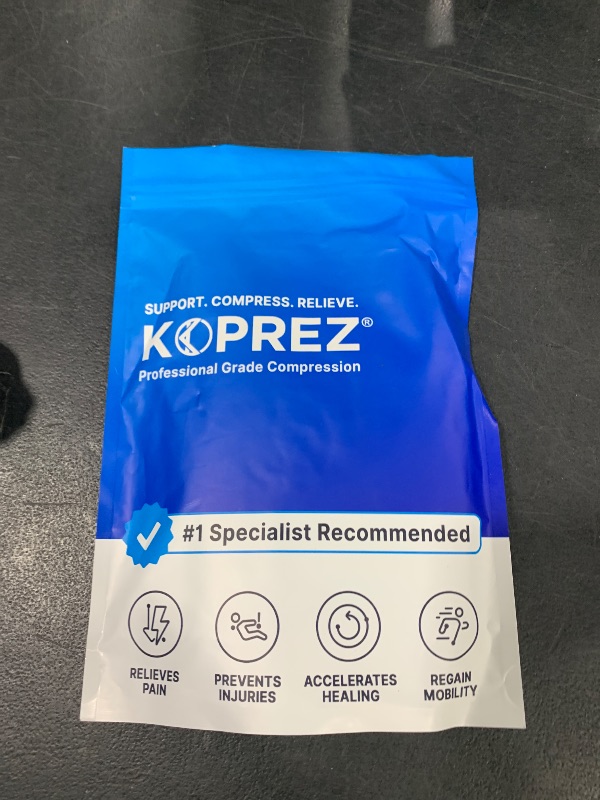 SUPPORT. COMPRESS. RELIEVE.
KOPREZ®
Professional Grade Compression
#1 Specialist Recommended
RELIEVES
PAIN
PREVENTS
INJURIES
ACCELERATES
HEALING
REGAIN
MOBILITY